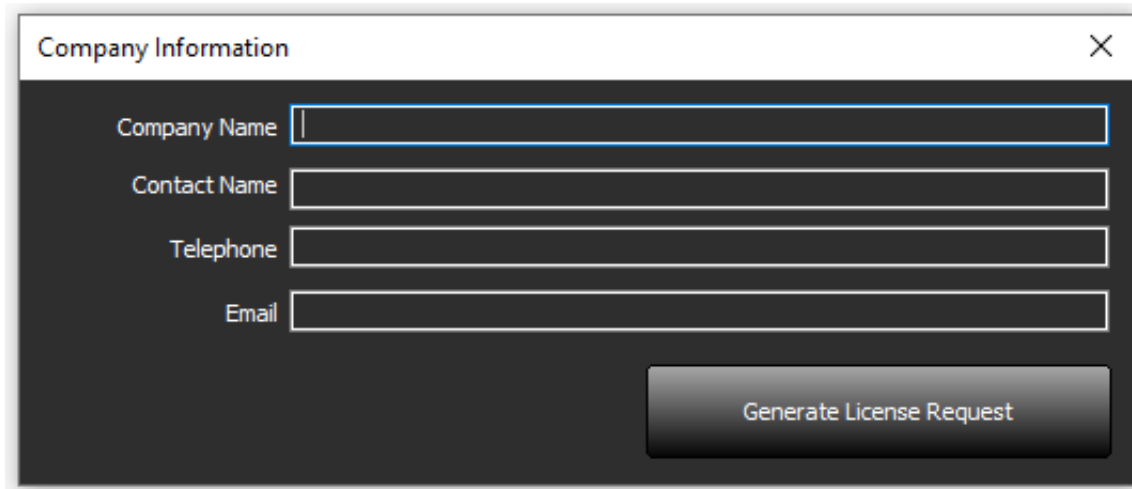 Company Information
Company Name
Contact Name
Telephone
Email
Generate License Request